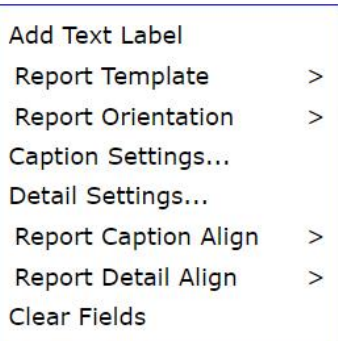 Add Text Label
Report Template >
Report Orientation >
Caption Settings...
Detail Settings...
Report Caption Align >
Report Detail Align >
Clear Fields